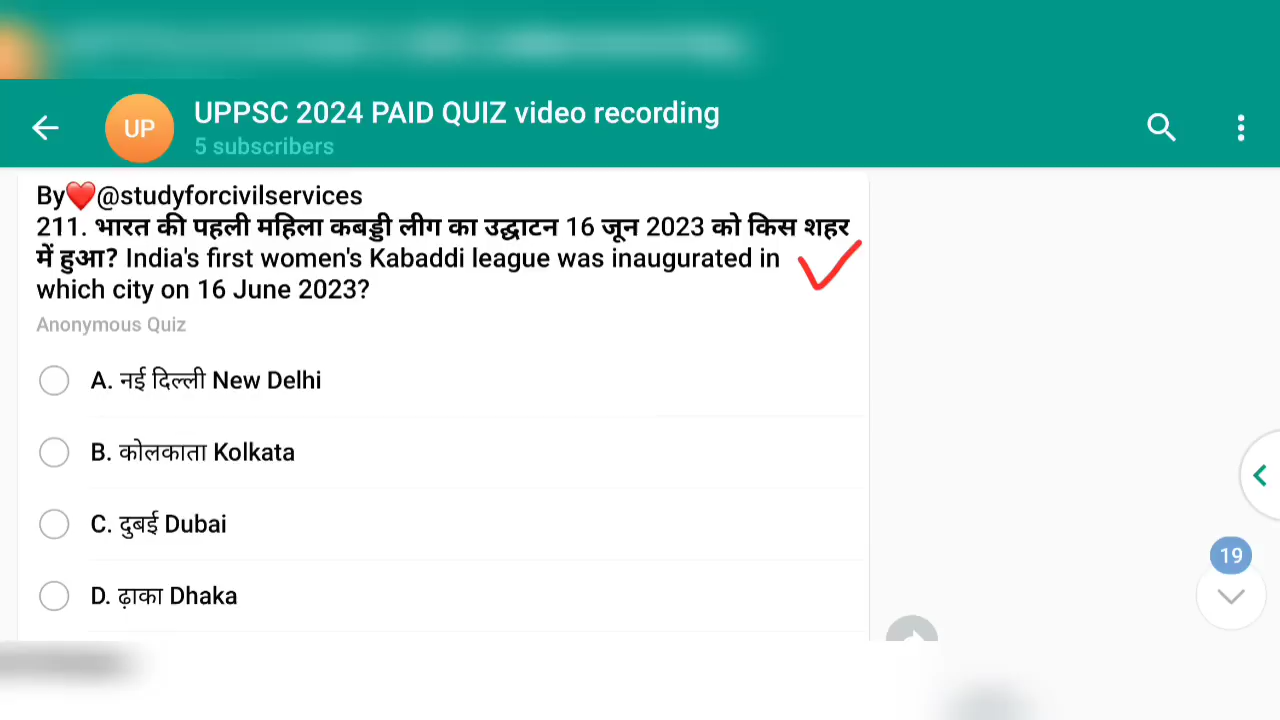 UP
UPPSC 2024 PAID QUIZ video recording
5 subscribers
By❤️@studyforcivilservices
211. भारत की पहली महिला कबड्डी लीग का उद्घाटन 16 जून 2023 को किस शहर
में हुआ? India's first women's Kabaddi league was inaugurated in
which city on 16 June 2023?
Anonymous Quiz
A. नई दिल्ली New Delhi
B. कोलकाता Kolkata
C. दुबई Dubai
D. ढ़ाका Dhaka
19